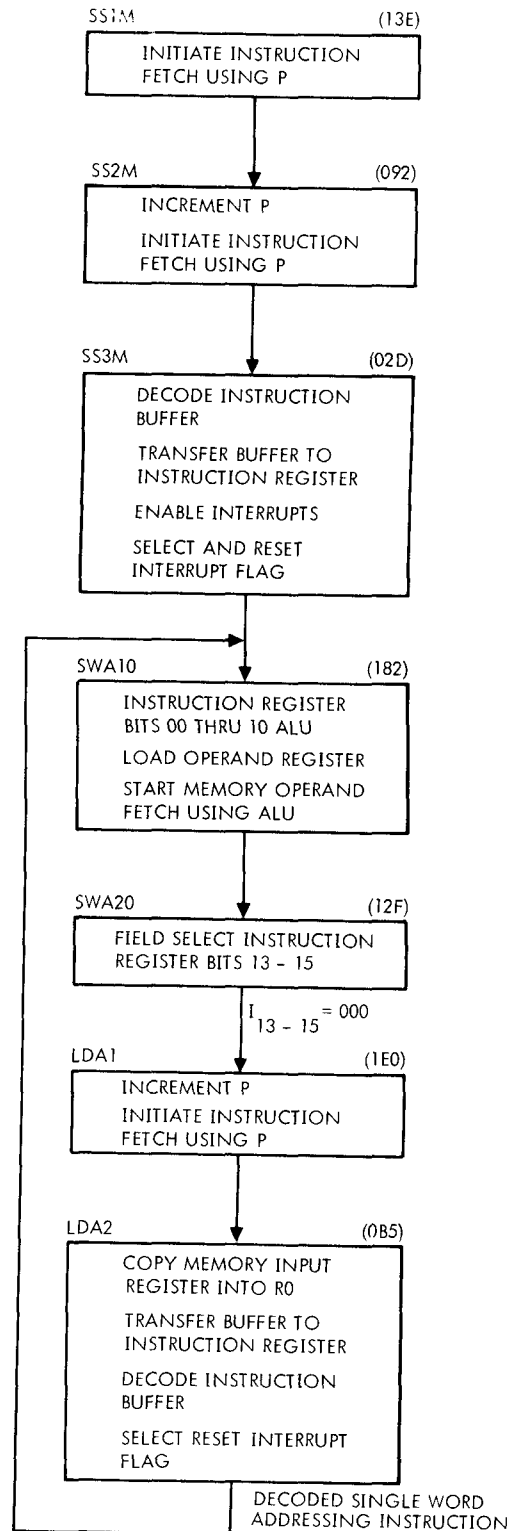 SS1M (13E)
INITIATE INSTRUCTION
FETCH USING P
SS2M (092)
INCREMENT P
INITIATE INSTRUCTION
FETCH USING P
SS3M (02D)
DECODE INSTRUCTION
BUFFER
TRANSFER BUFFER TO
INSTRUCTION REGISTER
ENABLE INTERRUPTS
SELECT AND RESET
INTERRUPT FLAG
SWA10 (182)
INSTRUCTION REGISTER
BITS 00 THRU 10 ALU
LOAD OPERAND REGISTER
START MEMORY OPERAND
FETCH USING ALU
SWA20 (12F)
FIELD SELECT INSTRUCTION
REGISTER BITS 13 - 15
I13 - 15 = 000
LDA1 (1E0)
INCREMENT P
INITIATE INSTRUCTION
FETCH USING P
LDA2 (0B5)
COPY MEMORY INPUT
REGISTER INTO R0
TRANSFER BUFFER TO
INSTRUCTION REGISTER
DECODE INSTRUCTION
BUFFER
SELECT RESET INTERRUPT
FLAG
DECODED SINGLE WORD
ADDRESSING INSTRUCTION